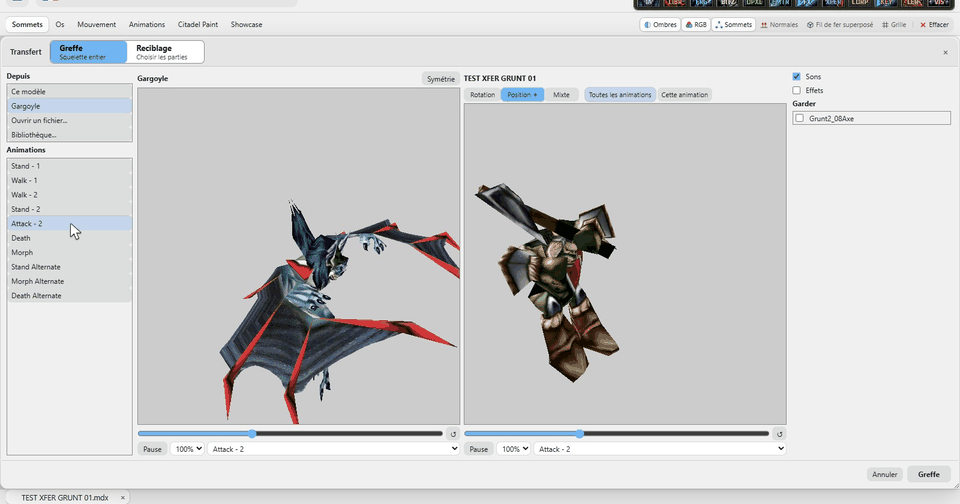 Sommets Os Mouvement Animations Citadel Paint Showcase
Ombres RGB Sommets Normales Fil de fer superposé Grille Effacer
Transfert
Greffe
Squelette entier
Reciblage
Choisir les parties
×
Depuis
Ce modèle
Gargoyle
Ouvrir un fichier...
Bibliothèque...
Animations
Stand - 1
Walk - 1
Walk - 2
Stand - 2
Attack - 2
Death
Morph
Stand Alternate
Morph Alternate
Death Alternate
Gargoyle
Symétrie
Pause 100% Attack - 2
TEST XFER GRUNT 01
Rotation Position + Mixte Toutes les animations Cette animation
Pause 100% Attack - 2
Sons
Effets
Garder
Grunt2_08Axe
Annuler Greffe
TEST XFER GRUNT 01.mdx ×